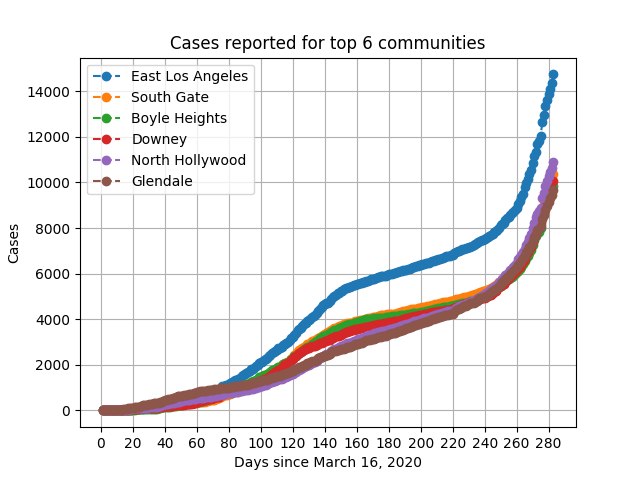 Cases reported for top 6 communities
East Los Angeles
South Gate
Boyle Heights
Downey
North Hollywood
Glendale
Cases
14000
12000
10000
8000
6000
4000
2000
0
0 20 40 60 80 100 120 140 160 180 200 220 240 260 280
Days since March 16, 2020